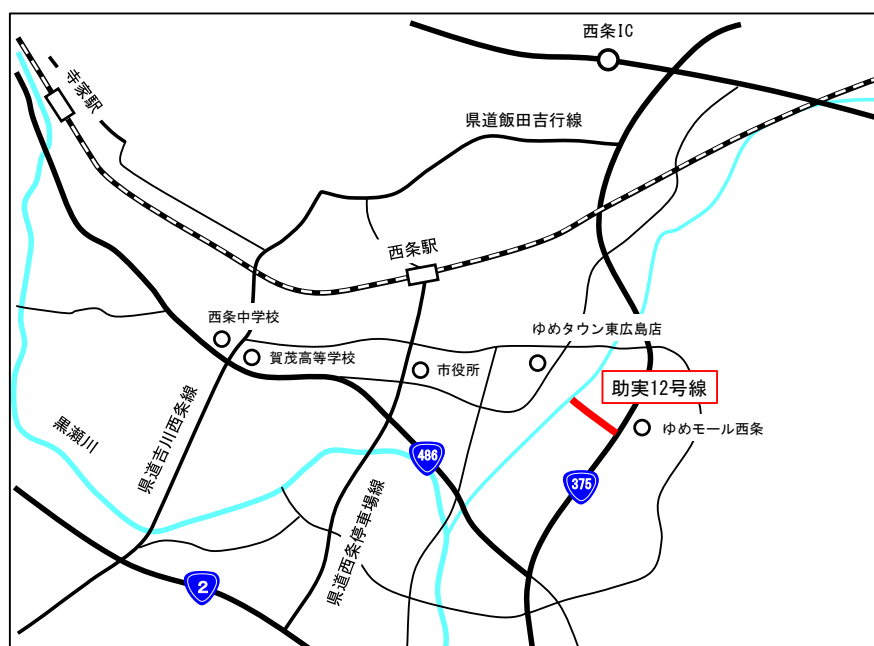 西条IC
寺家駅
県道飯田吉行線
西条駅
西条中学校
ゆめタウン東広島店
賀茂高等学校
市役所
助実12号線
黒瀬川
県道吉川西条線
ゆめモール西条
486
375
県道西条停車場線
2